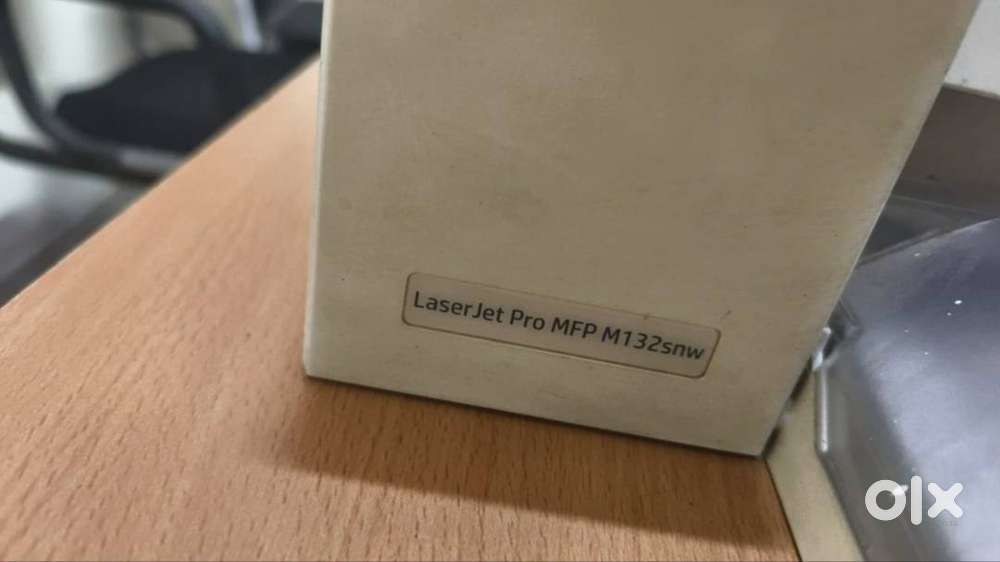 LaserJet Pro MFP M132snw
olx